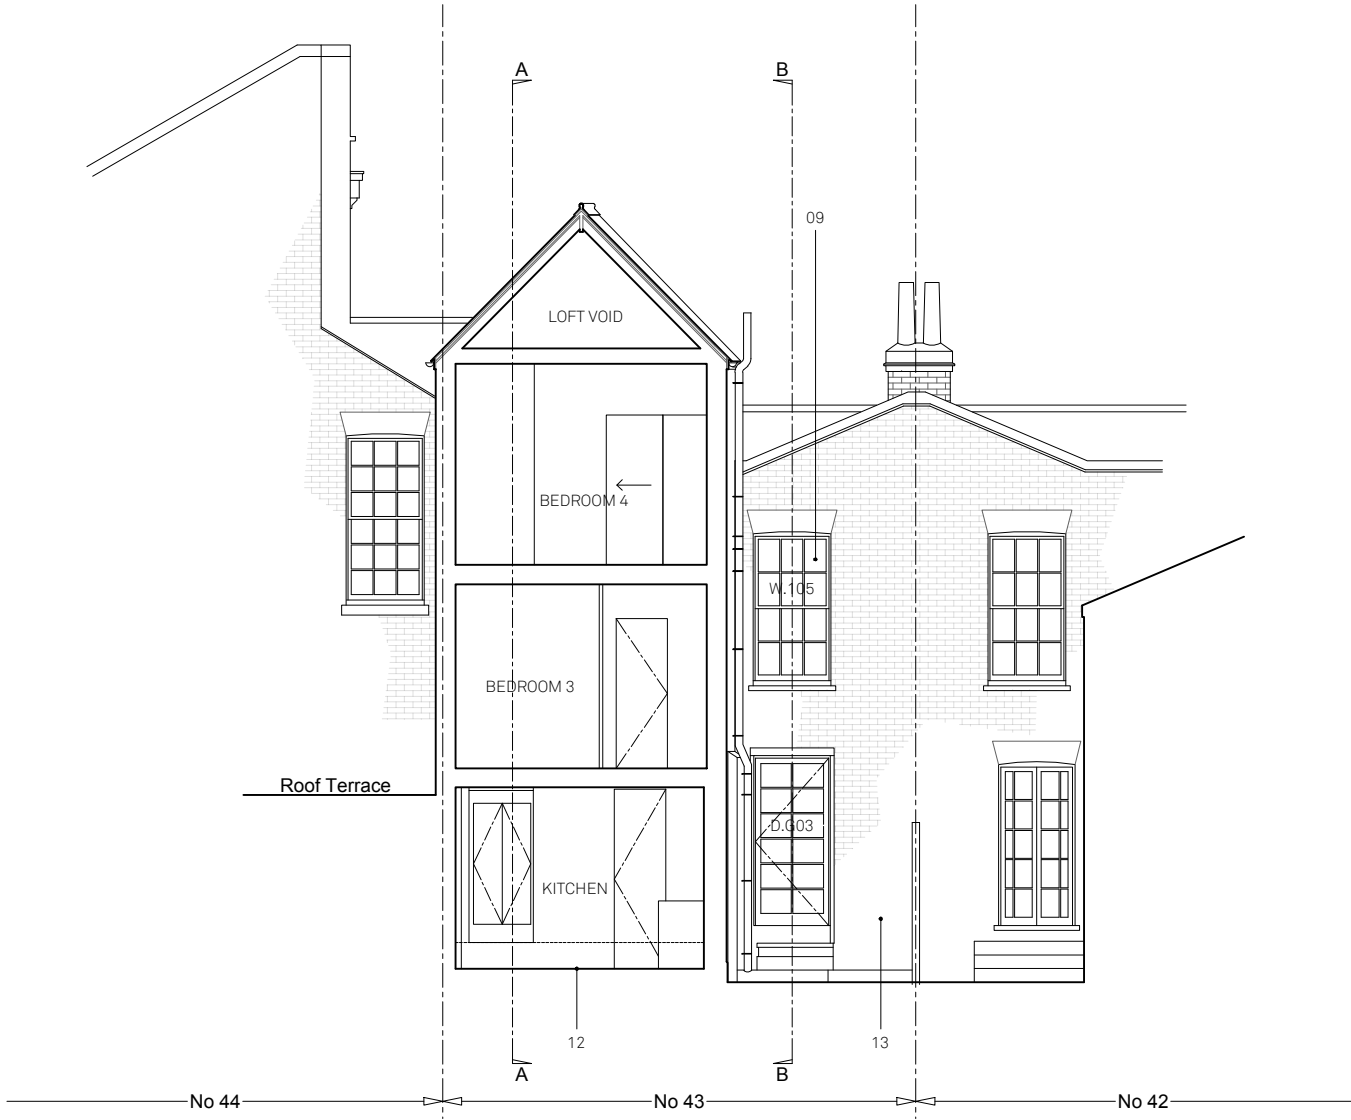 A
B
09
LOFT VOID
BEDROOM 4
W.105
BEDROOM 3
Roof Terrace
D.G03
KITCHEN
12
13
A
B
No 44
No 43
No 42